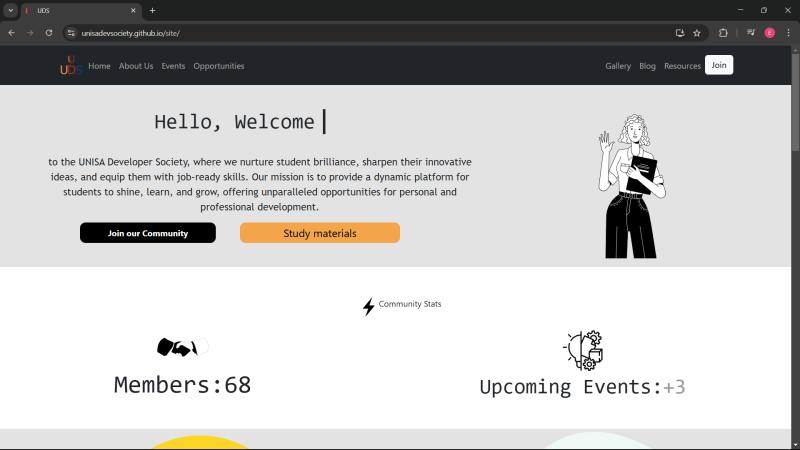 UDS
unisadevsociety.github.io/site/
E
UDS
Home About Us Events Opportunities
Gallery Blog Resources Join
Hello, Welcome
to the UNISA Developer Society, where we nurture student brilliance, sharpen their innovative
ideas, and equip them with job-ready skills. Our mission is to provide a dynamic platform for
students to shine, learn, and grow, offering unparalleled opportunities for personal and
professional development.
Join our Community Study materials
Community Stats
Members:68
Upcoming Events:+3